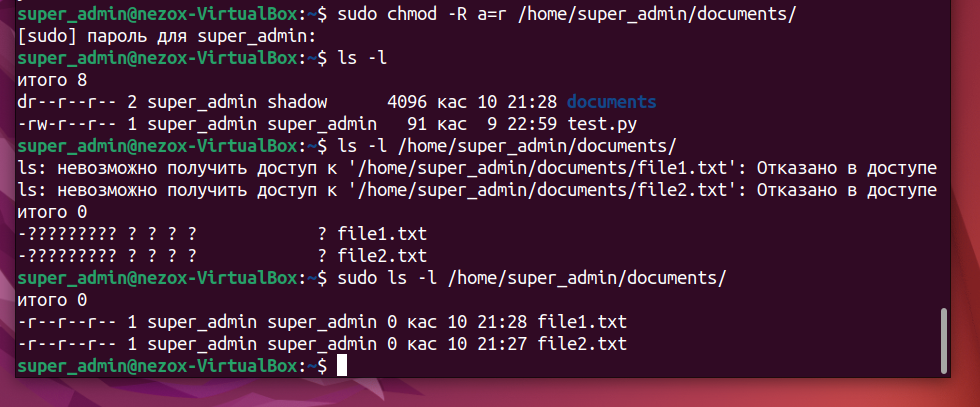 super_admin@nezox-VirtualBox:~$ sudo chmod -R a=r /home/super_admin/documents/
[sudo] пароль для super_admin:
super_admin@nezox-VirtualBox:~$ ls -l
итого 8
dr--r--r-- 2 super_admin shadow      4096 кас 10 21:28 documents
-rw-r--r-- 1 super_admin super_admin   91 кас  9 22:59 test.py
super_admin@nezox-VirtualBox:~$ ls -l /home/super_admin/documents/
ls: невозможно получить доступ к '/home/super_admin/documents/file1.txt': Отказано в доступе
ls: невозможно получить доступ к '/home/super_admin/documents/file2.txt': Отказано в доступе
итого 0
-????????? ? ? ? ?            ? file1.txt
-????????? ? ? ? ?            ? file2.txt
super_admin@nezox-VirtualBox:~$ sudo ls -l /home/super_admin/documents/
итого 0
-r--r--r-- 1 super_admin super_admin 0 кас 10 21:28 file1.txt
-r--r--r-- 1 super_admin super_admin 0 кас 10 21:27 file2.txt
super_admin@nezox-VirtualBox:~$